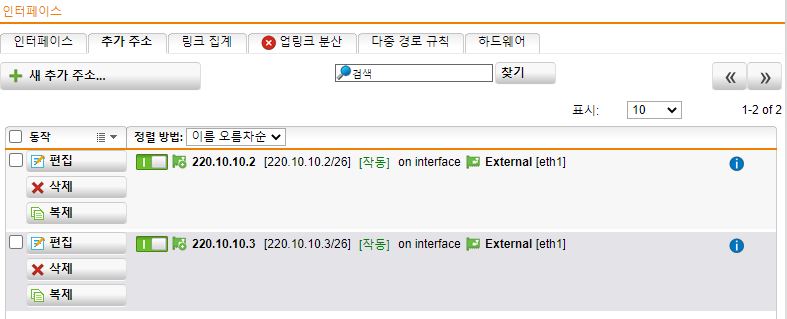 인터페이스
인터페이스 추가 주소 링크 집계 업링크 분산 다중 경로 규칙 하드웨어
새 추가 주소... 검색 찾기 « »
표시: 10 1-2 of 2
동작 정렬 방법: 이름 오름차순
편집 220.10.10.2 [220.10.10.2/26] [작동] on interface External [eth1]
삭제
복제
편집 220.10.10.3 [220.10.10.3/26] [작동] on interface External [eth1]
삭제
복제